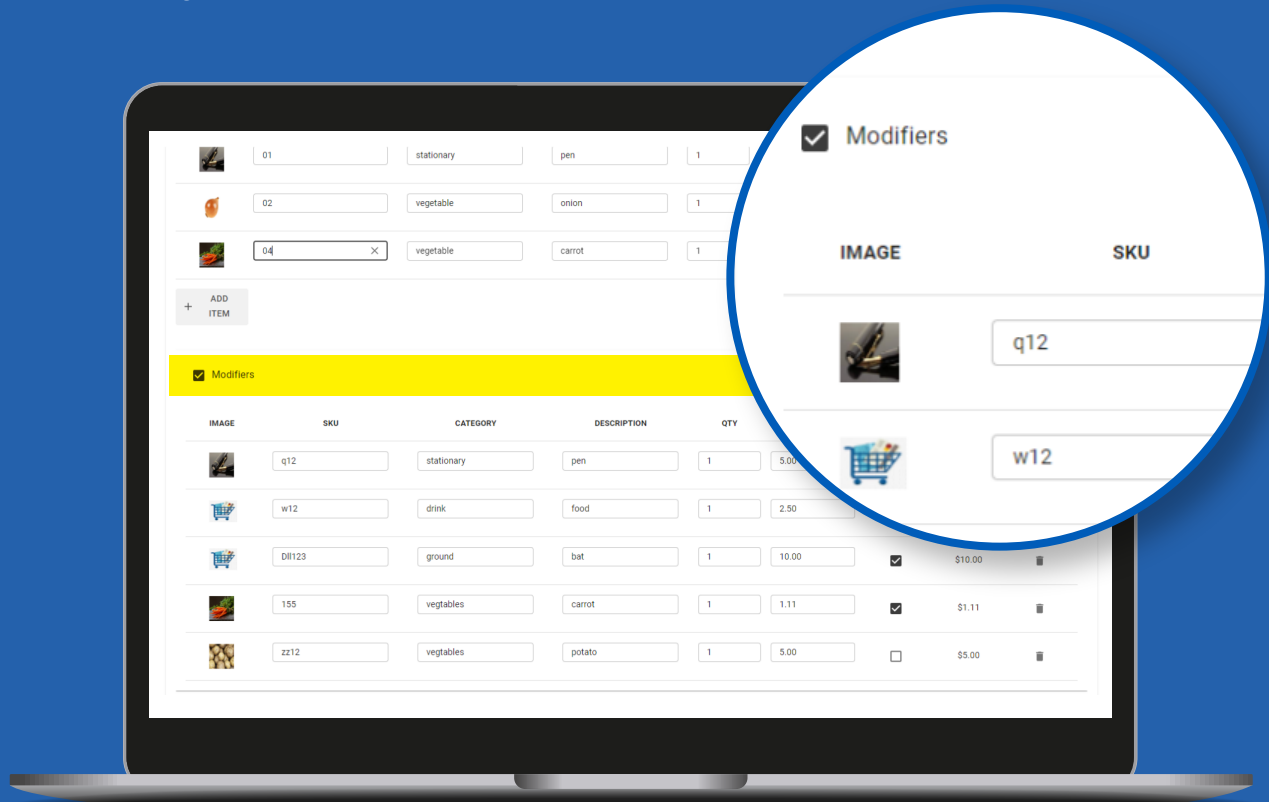 01 stationary pen 1
02 vegetable onion 1
04 vegetable carrot 1
+ ADD
ITEM
Modifiers
IMAGE SKU CATEGORY DESCRIPTION QTY
q12 stationary pen 1 5.00
w12 drink food 1 2.50
Dll123 ground bat 1 10.00 $10.00
155 vegtables carrot 1 1.11 $1.11
zz12 vegtables potato 1 5.00 $5.00
Modifiers
IMAGE SKU
q12
w12